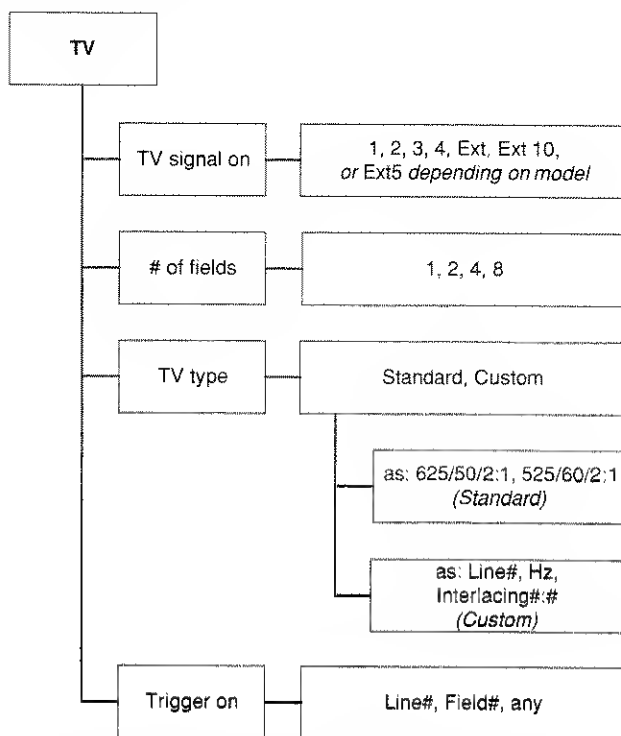 TV
TV signal on
1, 2, 3, 4, Ext, Ext 10,
or Ext5 depending on model
# of fields
1, 2, 4, 8
TV type
Standard, Custom
as: 625/50/2:1, 525/60/2:1
(Standard)
as: Line#, Hz,
Interlacing#:#
(Custom)
Trigger on
Line#, Field#, any